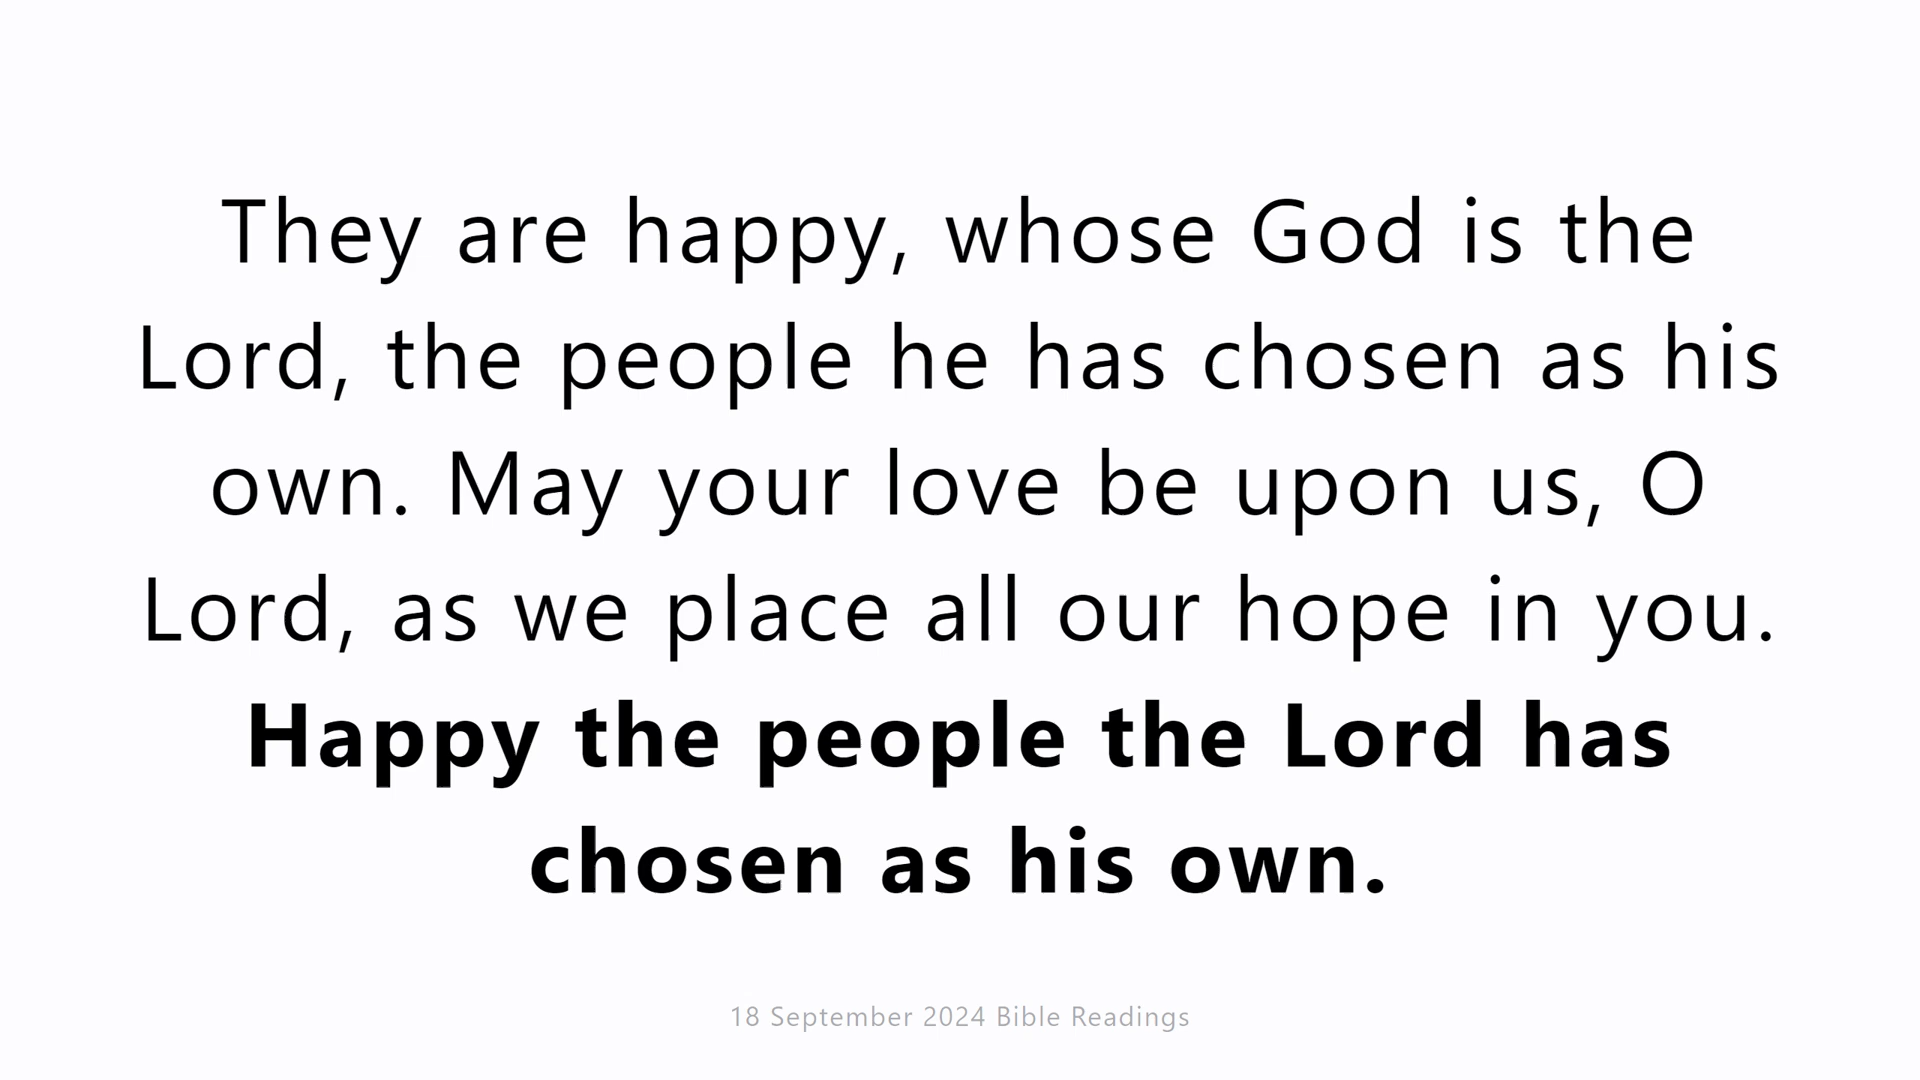 They are happy, whose God is the
Lord, the people he has chosen as his
own. May your love be upon us, O
Lord, as we place all our hope in you.
Happy the people the Lord has
chosen as his own.
18 September 2024 Bible Readings